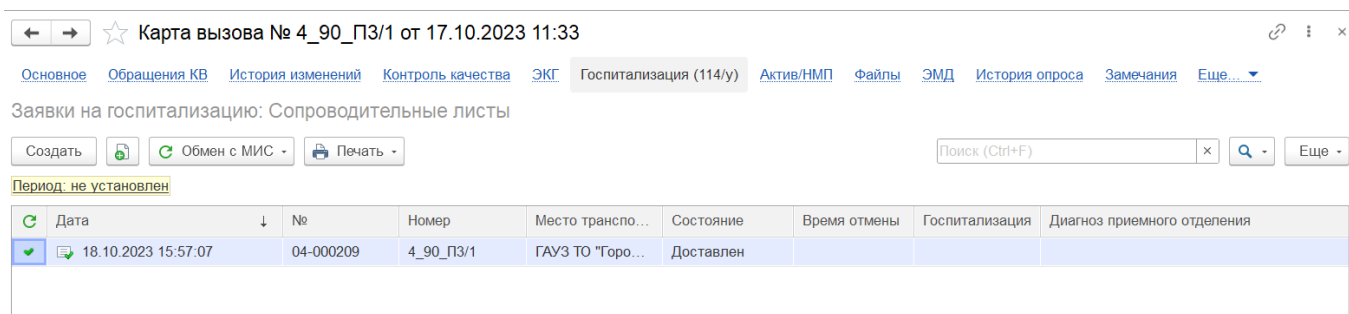 Карта вызова № 4_90_ПЗ/1 от 17.10.2023 11:33
Основное Обращения КВ История изменений Контроль качества ЭКГ Госпитализация (114/у) Актив/НМП Файлы ЭМД История опроса Замечания Еще...
Заявки на госпитализацию: Сопроводительные листы
Создать Обмен с МИС Печать Поиск (Ctrl+F) × Еще
Период: не установлен
Дата ↓ № Номер Место транспо... Состояние Время отмены Госпитализация Диагноз приемного отделения
18.10.2023 15:57:07 04-000209 4_90_ПЗ/1 ГАУЗ ТО "Горо... Доставлен